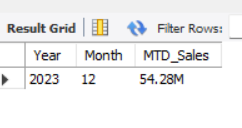 Result Grid Filter Rows:
Year Month MTD_Sales
2023 12 54.28M